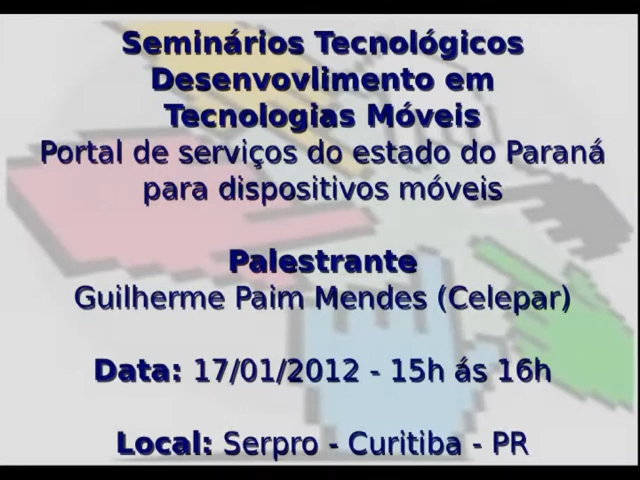 Seminários Tecnológicos
Desenvovlimento em
Tecnologias Móveis
Portal de serviços do estado do Paraná
para dispositivos móveis
Palestrante
Guilherme Paim Mendes (Celepar)
Data: 17/01/2012 - 15h ás 16h
Local: Serpro - Curitiba - PR